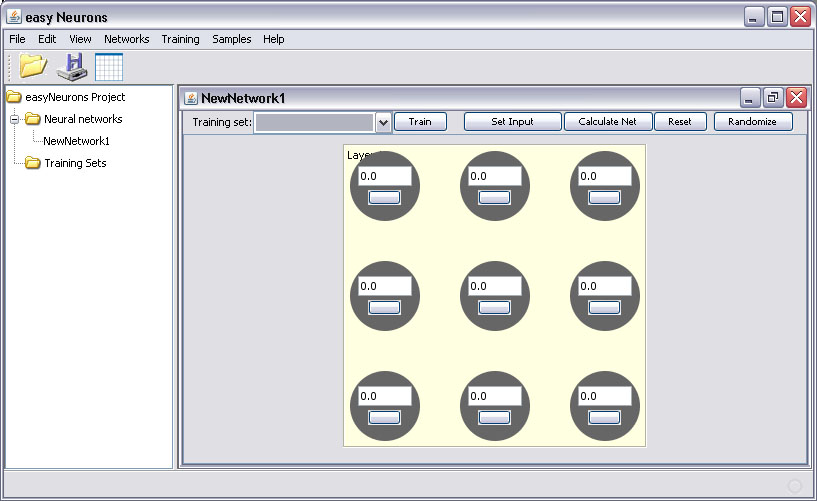 easy Neurons
File Edit View Networks Training Samples Help
easyNeurons Project
Neural networks
NewNetwork1
Training Sets
NewNetwork1
Training set: Train Set Input Calculate Net Reset Randomize
0.0 0.0 0.0
0.0 0.0 0.0
0.0 0.0 0.0